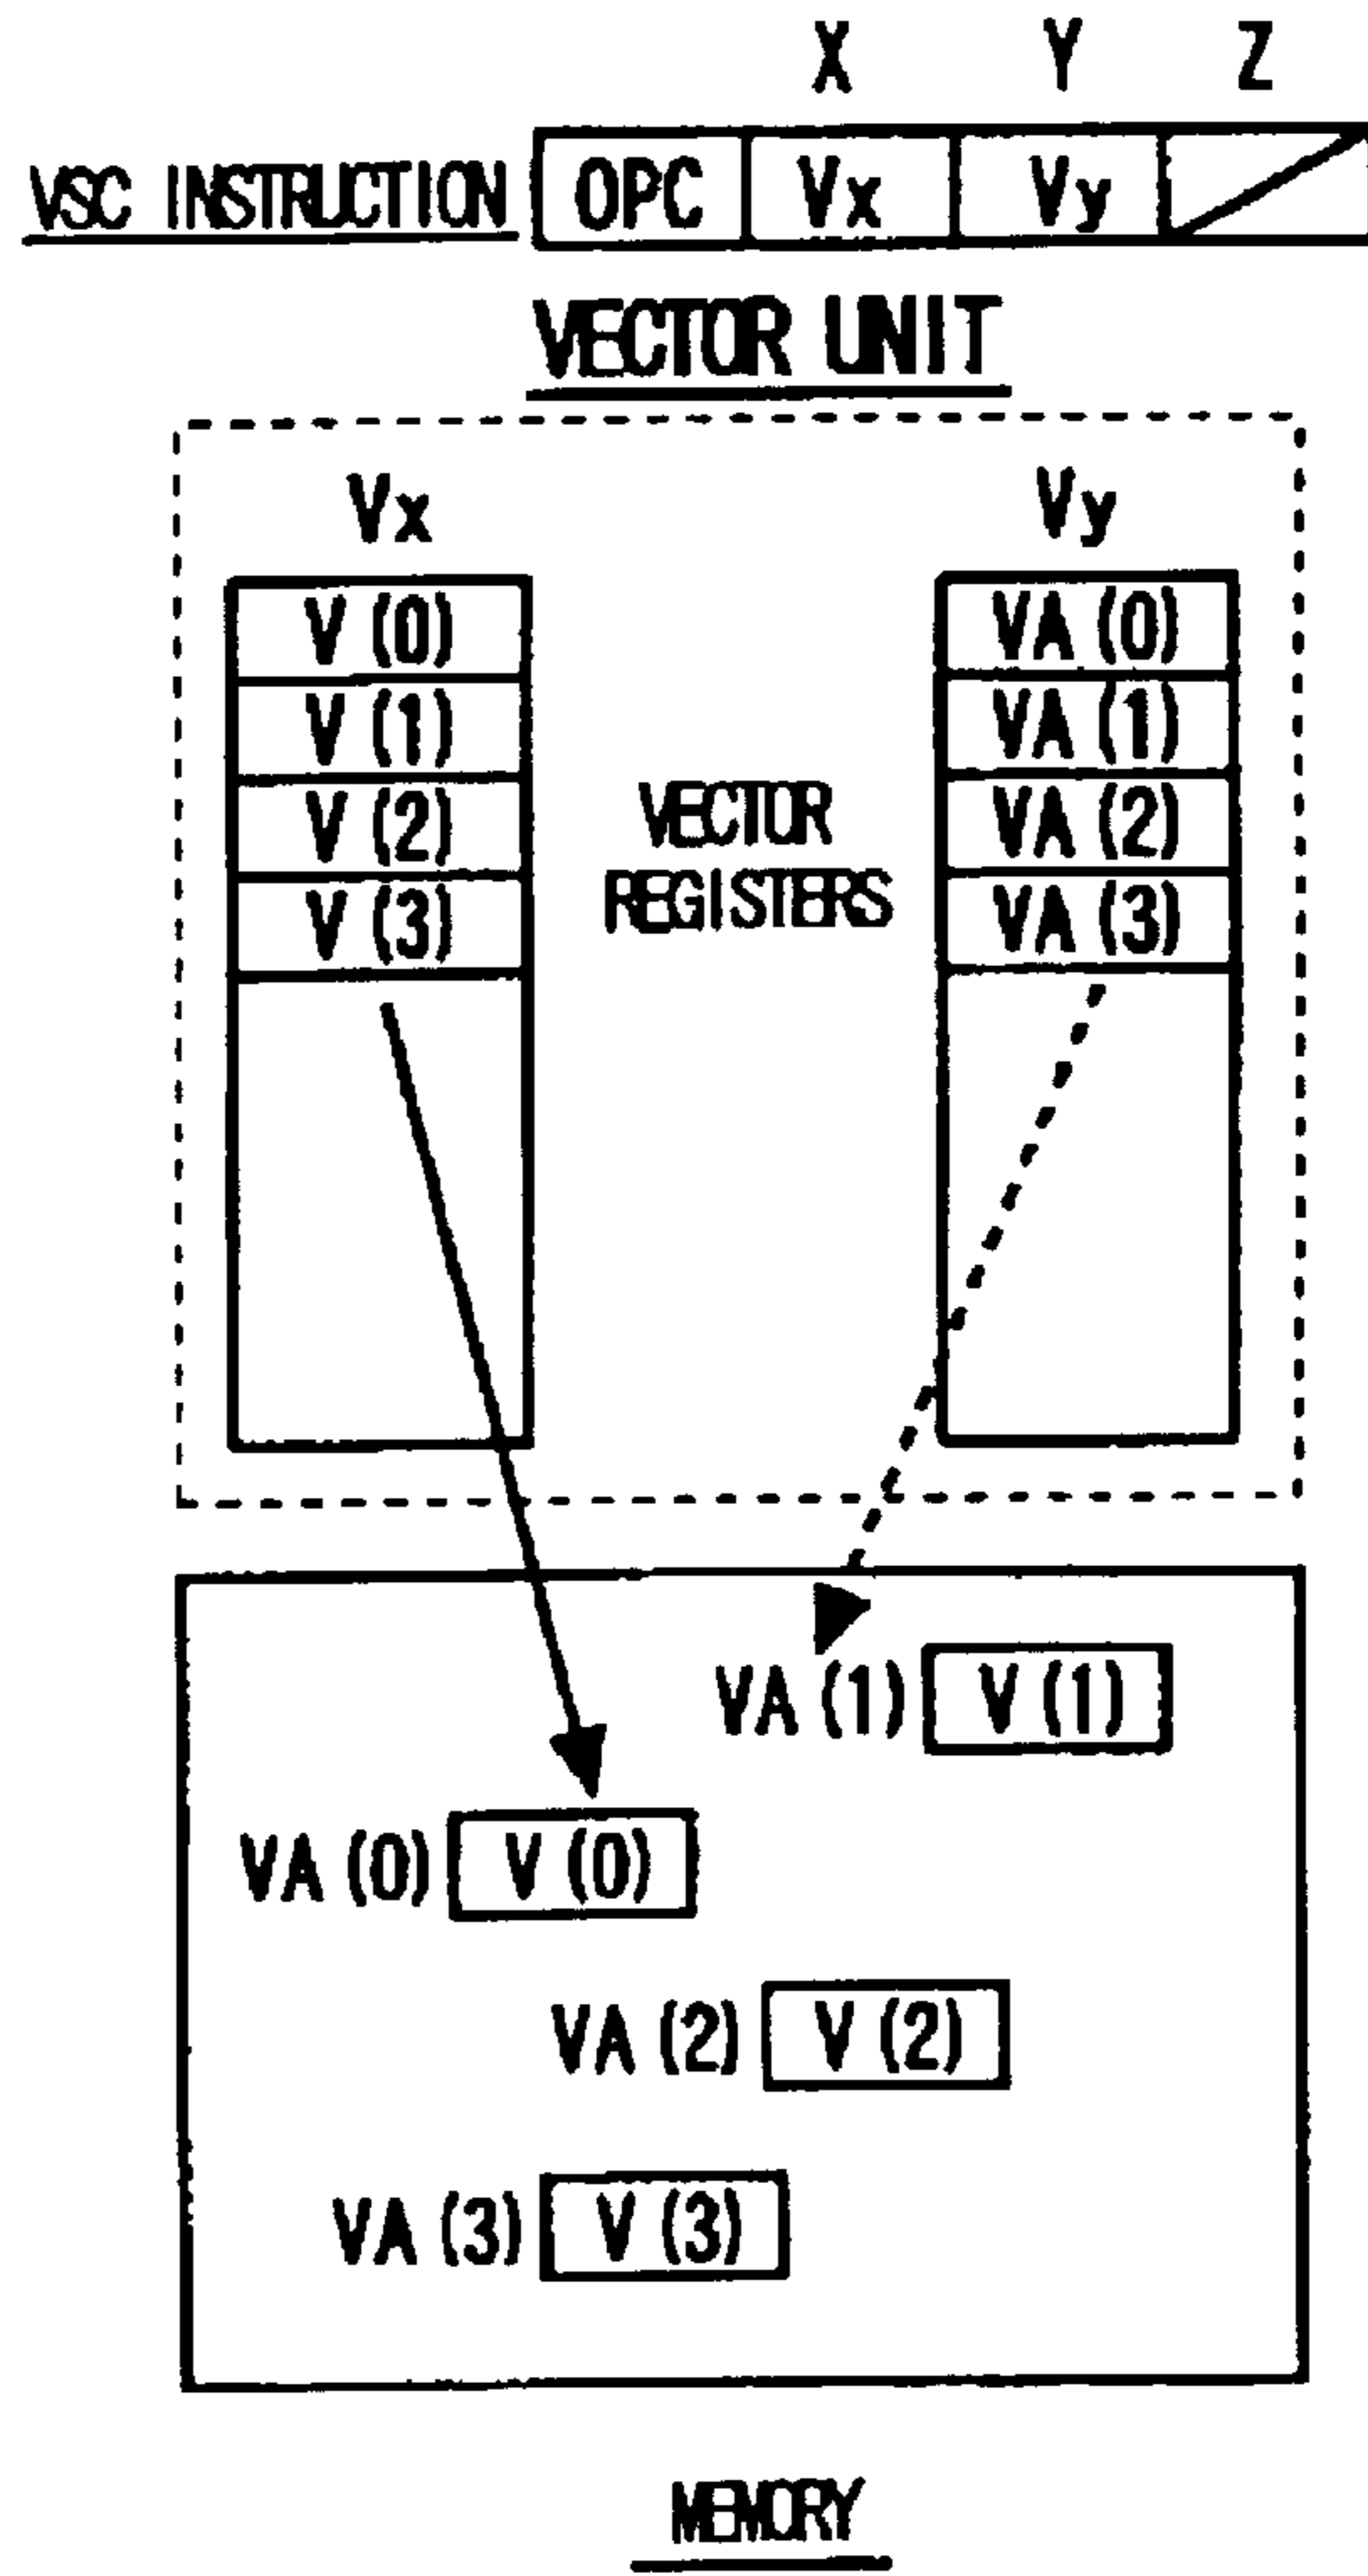 X Y Z
VSC INSTRUCTION OPC Vx Vy
VECTOR UNIT
Vx Vy
V (0) VA (0)
V (1) VA (1)
V (2) VA (2)
V (3) VA (3)
VECTOR
REGISTERS
VA (1) V (1)
VA (0) V (0)
VA (2) V (2)
VA (3) V (3)
MEMORY